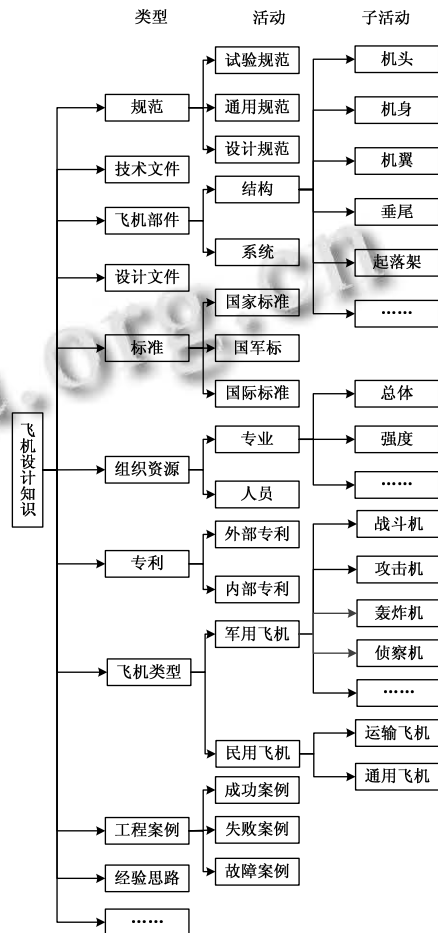 类型 活动 子活动
飞机设计知识
规范
技术文件
飞机部件
设计文件
标准
组织资源
专利
飞机类型
工程案例
经验思路
……
试验规范
通用规范
设计规范
结构
系统
国家标准
国军标
国际标准
专业
人员
外部专利
内部专利
军用飞机
民用飞机
成功案例
失败案例
故障案例
机头
机身
机翼
垂尾
起落架
……
总体
强度
……
战斗机
攻击机
轰炸机
侦察机
……
运输飞机
通用飞机
.org.cn